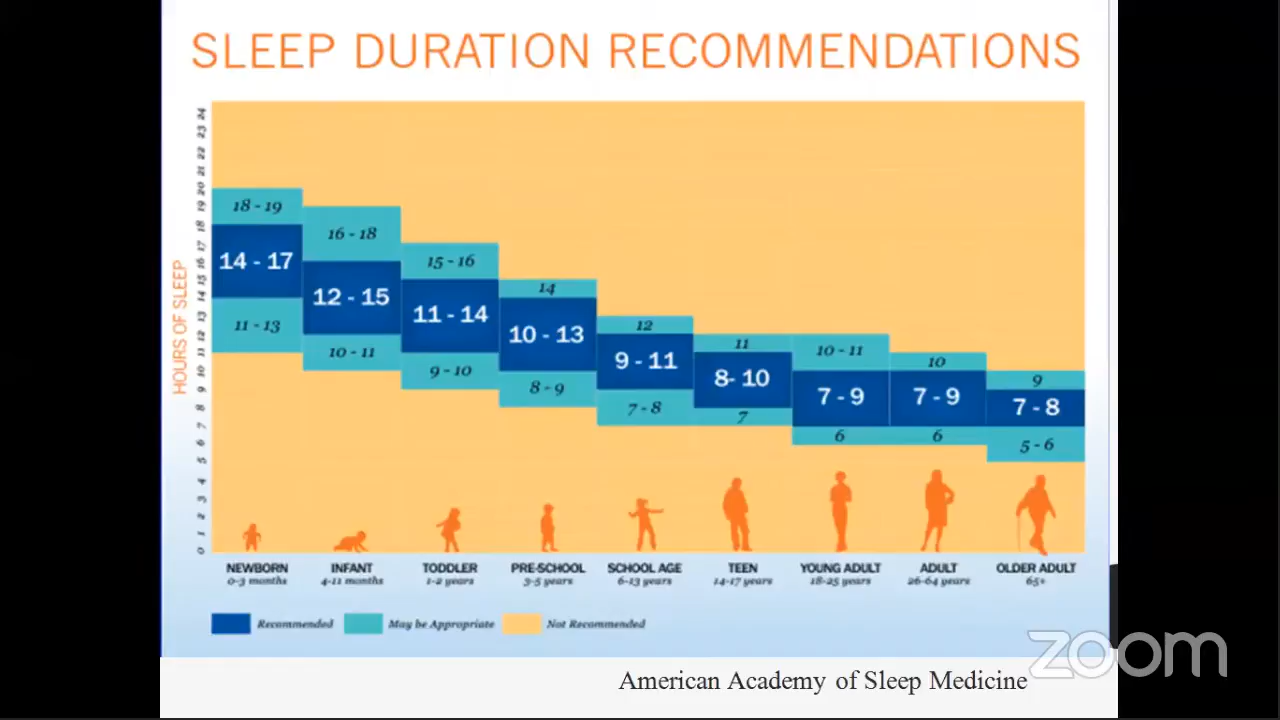 SLEEP DURATION RECOMMENDATIONS
HOURS OF SLEEP
24
23
22
21
20
19
18
17
16
15
14
13
12
11
10
9
8
7
6
5
4
3
2
1
0
18 - 19
14 - 17
11 - 13
16 - 18
12 - 15
10 - 11
15 - 16
11 - 14
9 - 10
14
10 - 13
8 - 9
12
9 - 11
7 - 8
11
8- 10
7
10 - 11
7 - 9
6
10
7 - 9
6
9
7 - 8
5 - 6
NEWBORN
0-3 months
INFANT
4-11 months
TODDLER
1-2 years
PRE-SCHOOL
3-5 years
SCHOOL AGE
6-13 years
TEEN
14-17 years
YOUNG ADULT
18-25 years
ADULT
26-64 years
OLDER ADULT
65+
Recommended
May be Appropriate
Not Recommended
zoom
American Academy of Sleep Medicine